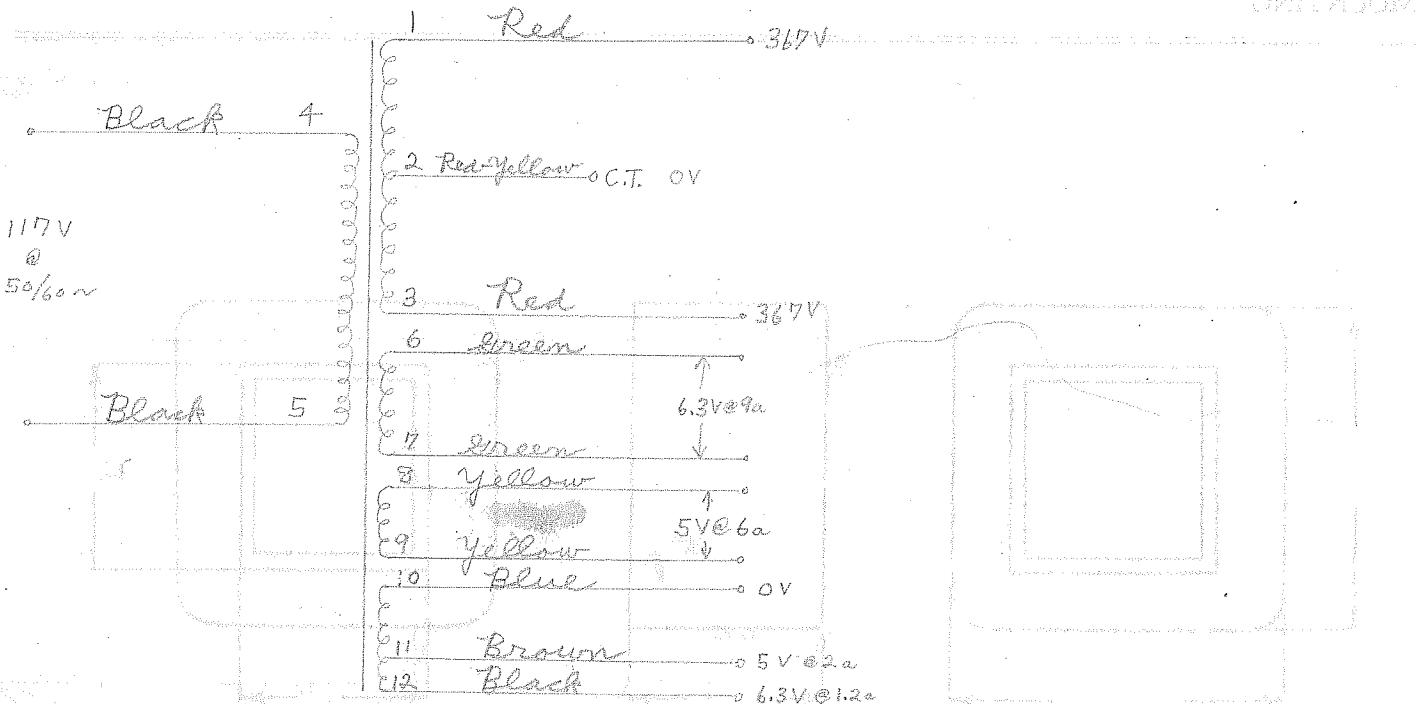 1 Red 367V
Black 4
2 Red-Yellow C.T. 0V
117V
@
50/60~
3 Red 367V
6 Green
6.3V@9a
Black 5
7 Green
8 Yellow
5V@6a
9 Yellow
10 Blue 0V
11 Brown 5V@2a
12 Black 6.3V@1.2a